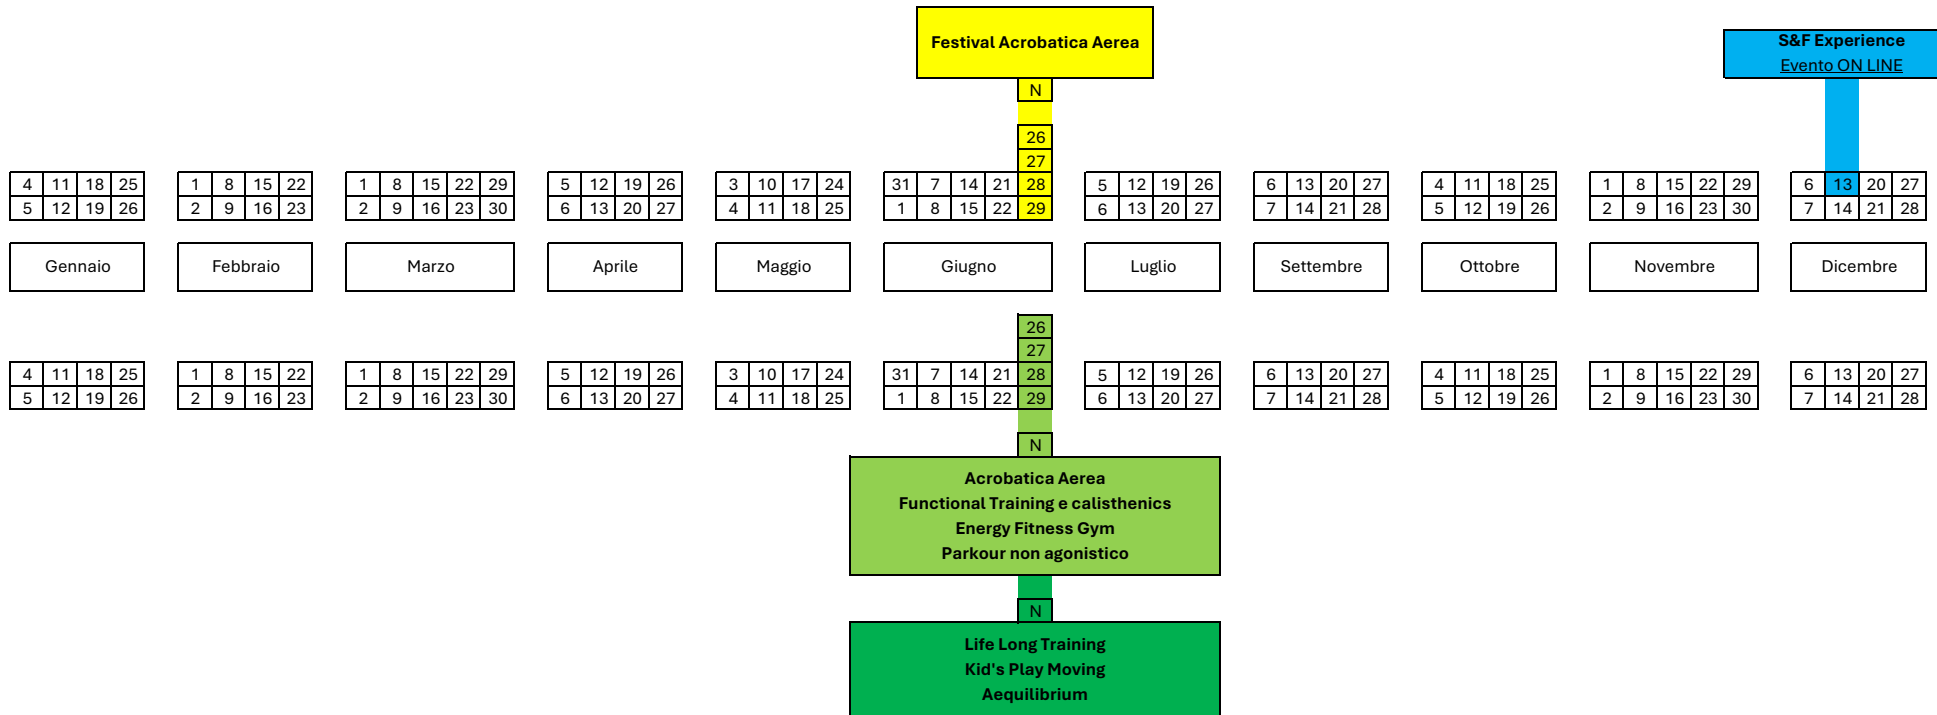 Festival Acrobatica Aerea
S&F Experience
Evento ON LINE
N
26
27
4 11 18 25 1 8 15 22 1 8 15 22 29 5 12 19 26 3 10 17 24 31 7 14 21 28 5 12 19 26 6 13 20 27 4 11 18 25 1 8 15 22 29 6 13 20 27
5 12 19 26 2 9 16 23 2 9 16 23 30 6 13 20 27 4 11 18 25 1 8 15 22 29 6 13 20 27 7 14 21 28 5 12 19 26 2 9 16 23 30 7 14 21 28
Gennaio Febbraio Marzo Aprile Maggio Giugno Luglio Settembre Ottobre Novembre Dicembre
26
27
4 11 18 25 1 8 15 22 1 8 15 22 29 5 12 19 26 3 10 17 24 31 7 14 21 28 5 12 19 26 6 13 20 27 4 11 18 25 1 8 15 22 29 6 13 20 27
5 12 19 26 2 9 16 23 2 9 16 23 30 6 13 20 27 4 11 18 25 1 8 15 22 29 6 13 20 27 7 14 21 28 5 12 19 26 2 9 16 23 30 7 14 21 28
N
Acrobatica Aerea
Functional Training e calisthenics
Energy Fitness Gym
Parkour non agonistico
N
Life Long Training
Kid's Play Moving
Aequilibrium